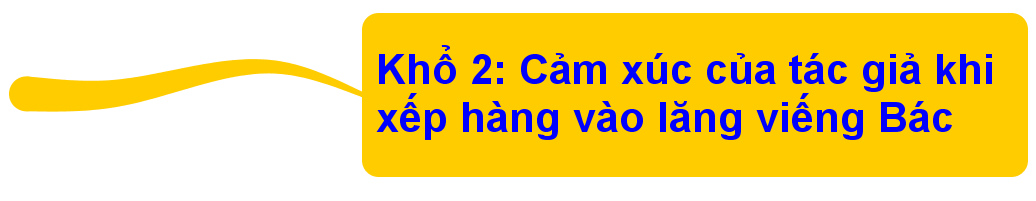 Khổ 2: Cảm xúc của tác giả khi
xếp hàng vào lăng viếng Bác